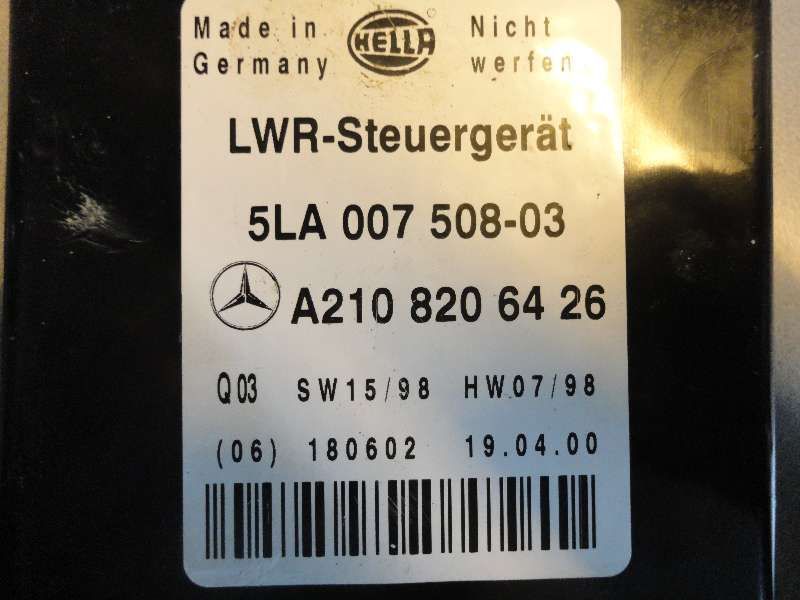 Made in HELLA Nicht
Germany werfen
LWR-Steuergerät
5LA 007 508-03
A210 820 64 26
Q03 SW15/98 HW07/98
(06) 180602 19.04.00